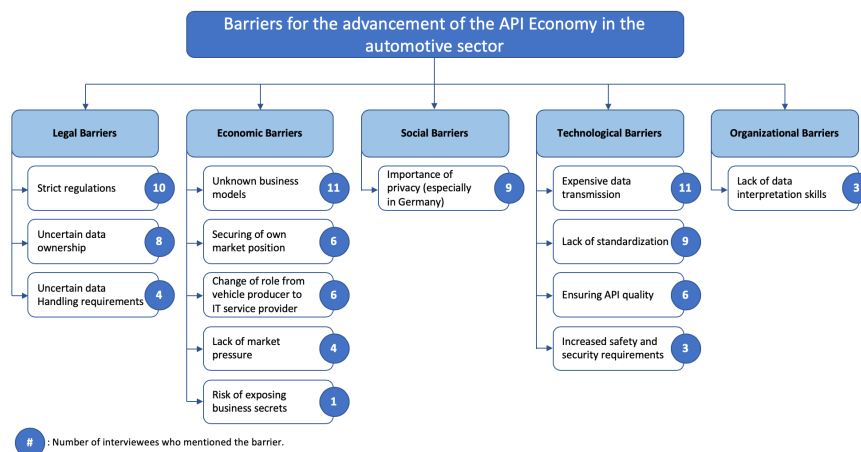 Barriers for the advancement of the API Economy in the
automotive sector
Legal Barriers
Strict regulations
10
Uncertain data
ownership
8
Uncertain data
Handling requirements
4
Economic Barriers
Unknown business
models
11
Securing of own
market position
6
Change of role from
vehicle producer to
IT service provider
6
Lack of market
pressure
4
Risk of exposing
business secrets
1
Social Barriers
Importance of
privacy (especially
in Germany)
9
Technological Barriers
Expensive data
transmission
11
Lack of standardization
9
Ensuring API quality
6
Increased safety and
security requirements
3
Organizational Barriers
Lack of data
interpretation skills
3
# : Number of interviewees who mentioned the barrier.